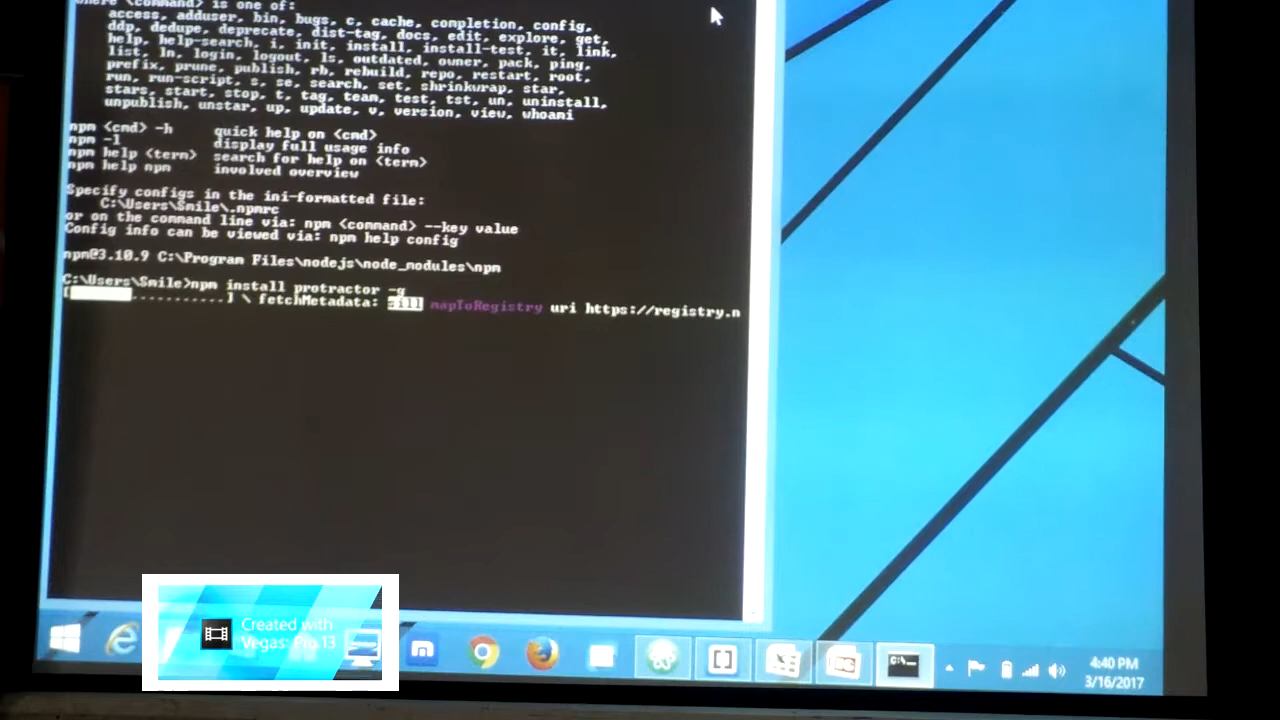 where <command> is one of:
access, adduser, bin, bugs, c, cache, completion, config,
ddp, dedupe, deprecate, dist-tag, docs, edit, explore, get,
help, help-search, i, init, install, install-test, it, link,
list, ln, login, logout, ls, outdated, owner, pack, ping,
prefix, prune, publish, rb, rebuild, repo, restart, root,
run, run-script, s, se, search, set, shrinkwrap, star,
stars, start, stop, t, tag, team, test, tst, un, uninstall,
unpublish, unstar, up, update, v, version, view, whoami
npm <cmd> -h quick help on <cmd>
npm -l display full usage info
npm help <term> search for help on <term>
npm help npm involved overview
Specify configs in the ini-formatted file:
C:\Users\Smile\.npmrc
or on the command line via: npm <command> --key value
Config info can be viewed via: npm help config
npm@3.10.9 C:\Program Files\nodejs\node_modules\npm
C:\Users\Smile>npm install protractor -g
[ ...........] \ fetchMetadata: sill mapToRegistry uri https://registry.n
Created with
Vegas Pro 13
4:40 PM
3/16/2017